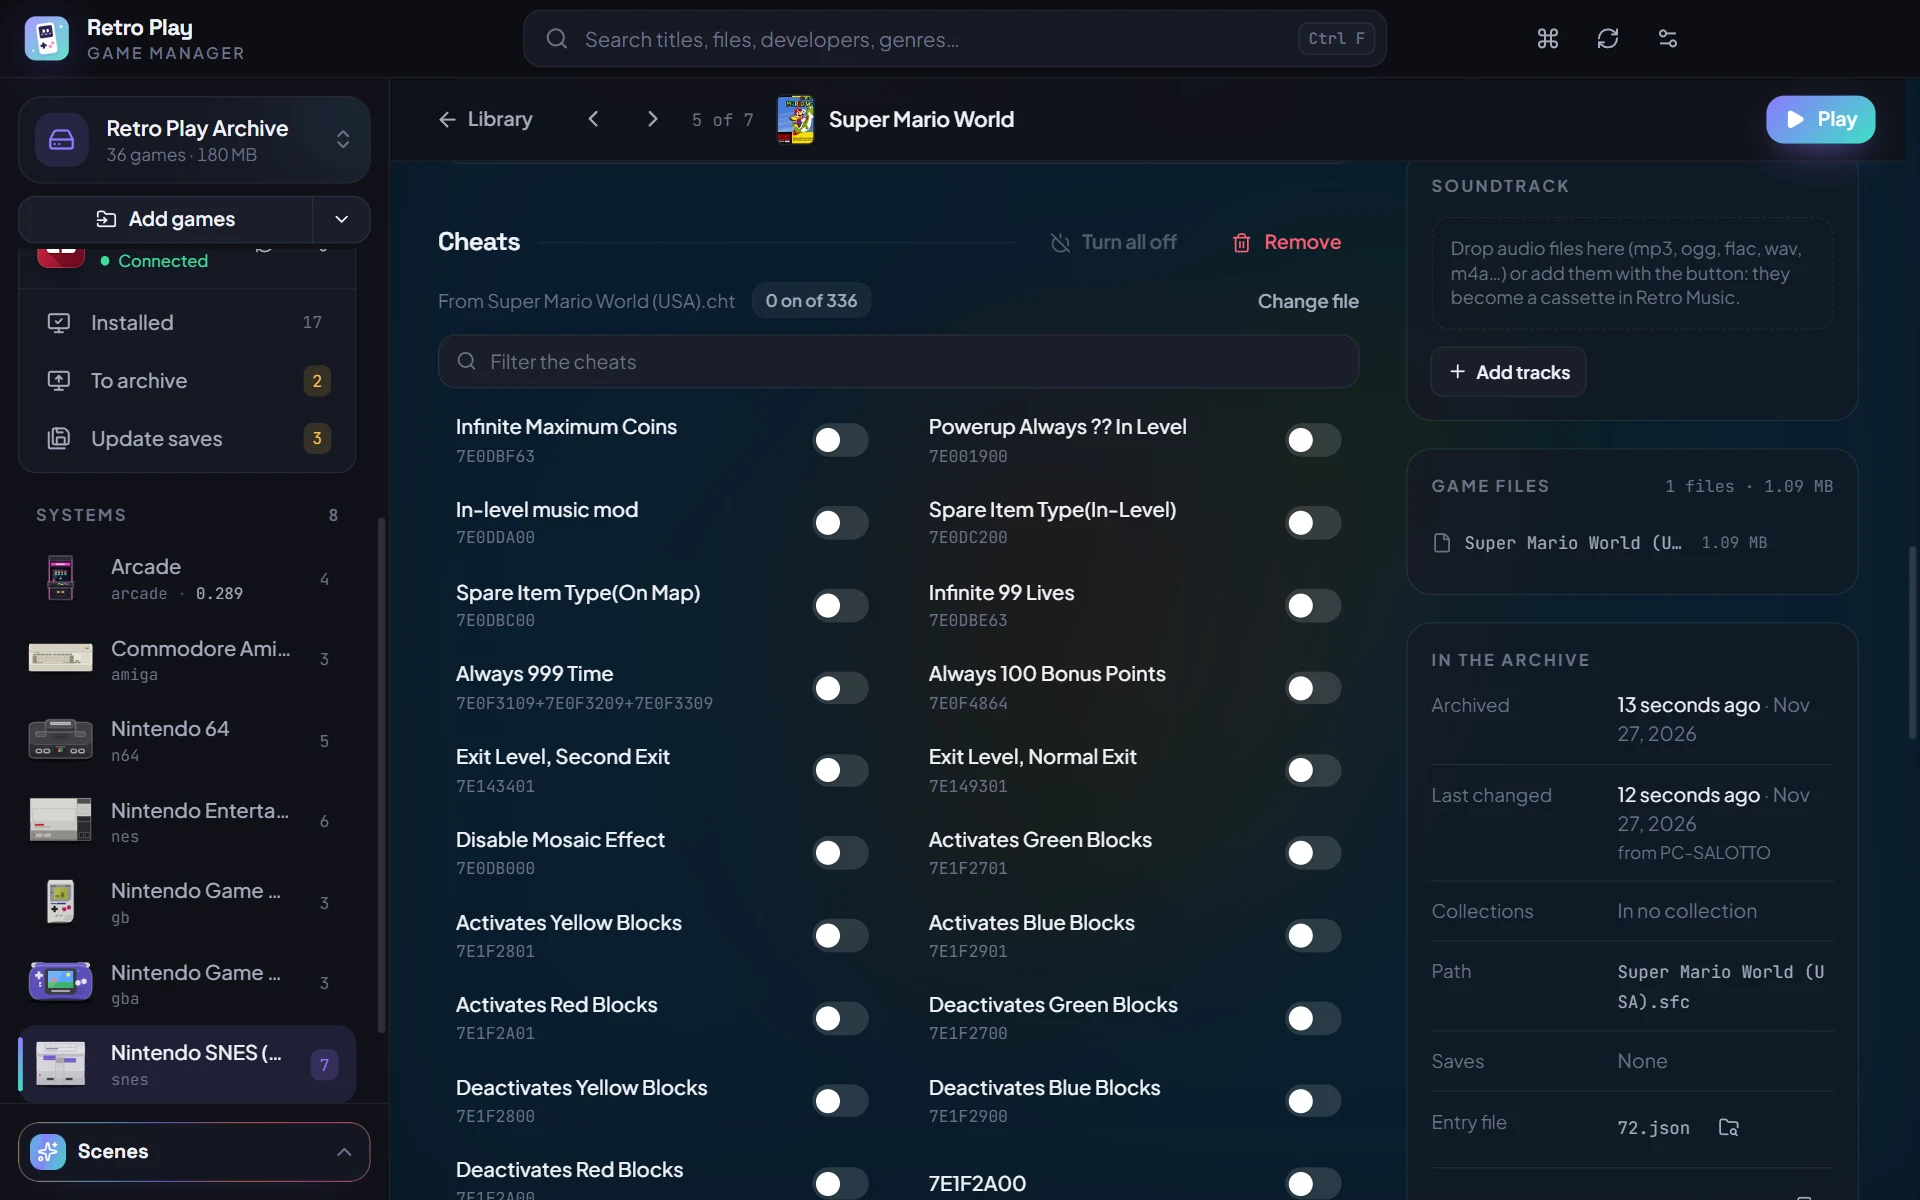 Retro Play
GAME MANAGER
Search titles, files, developers, genres...
Ctrl F
Retro Play Archive
36 games · 180 MB
Add games
Connected
Installed
17
To archive
2
Update saves
3
SYSTEMS
8
Arcade
arcade · 0.289
4
Commodore Ami...
amiga
3
Nintendo 64
n64
5
Nintendo Enterta...
nes
6
Nintendo Game ...
gb
3
Nintendo Game ...
gba
3
Nintendo SNES (...
snes
7
Scenes
Library
5 of 7
Super Mario World
Play
Cheats
Turn all off
Remove
From Super Mario World (USA).cht
0 on of 336
Change file
Filter the cheats
Infinite Maximum Coins
7E0DBF63
Powerup Always ?? In Level
7E001900
In-level music mod
7E0DDA00
Spare Item Type(In-Level)
7E0DC200
Spare Item Type(On Map)
7E0DBC00
Infinite 99 Lives
7E0DBE63
Always 999 Time
7E0F3109+7E0F3209+7E0F3309
Always 100 Bonus Points
7E0F4864
Exit Level, Second Exit
7E143401
Exit Level, Normal Exit
7E149301
Disable Mosaic Effect
7E0DB000
Activates Green Blocks
7E1F2701
Activates Yellow Blocks
7E1F2801
Activates Blue Blocks
7E1F2901
Activates Red Blocks
7E1F2A01
Deactivates Green Blocks
7E1F2700
Deactivates Yellow Blocks
7E1F2800
Deactivates Blue Blocks
7E1F2900
Deactivates Red Blocks
7E1F2A00
7E1F2A00
SOUNDTRACK
Drop audio files here (mp3, ogg, flac, wav,
m4a...) or add them with the button: they
become a cassette in Retro Music.
Add tracks
GAME FILES
1 files · 1.09 MB
Super Mario World (U...
1.09 MB
IN THE ARCHIVE
Archived
13 seconds ago · Nov
27, 2026
Last changed
12 seconds ago · Nov
27, 2026
from PC-SALOTTO
Collections
In no collection
Path
Super Mario World (U
SA).sfc
Saves
None
Entry file
72.json